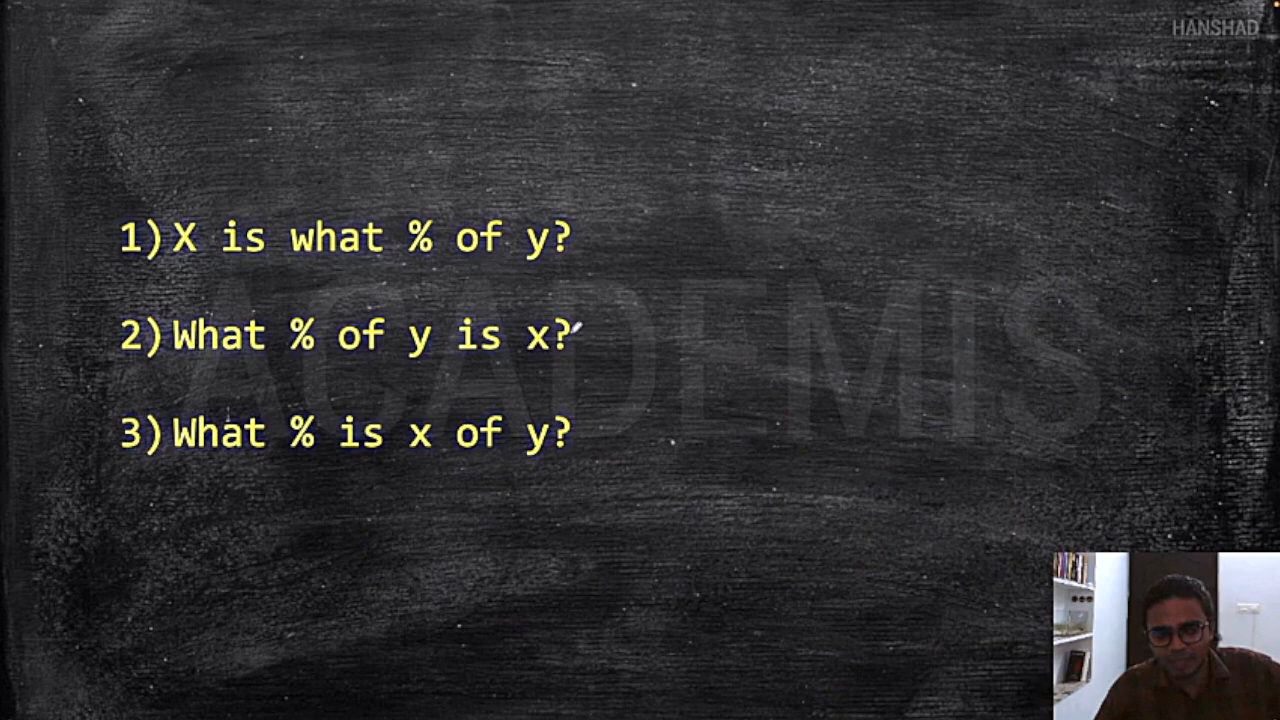 HANSHAD
1) X is what % of y?
2) What % of y is x?
3) What % is x of y?
ACADEMIS